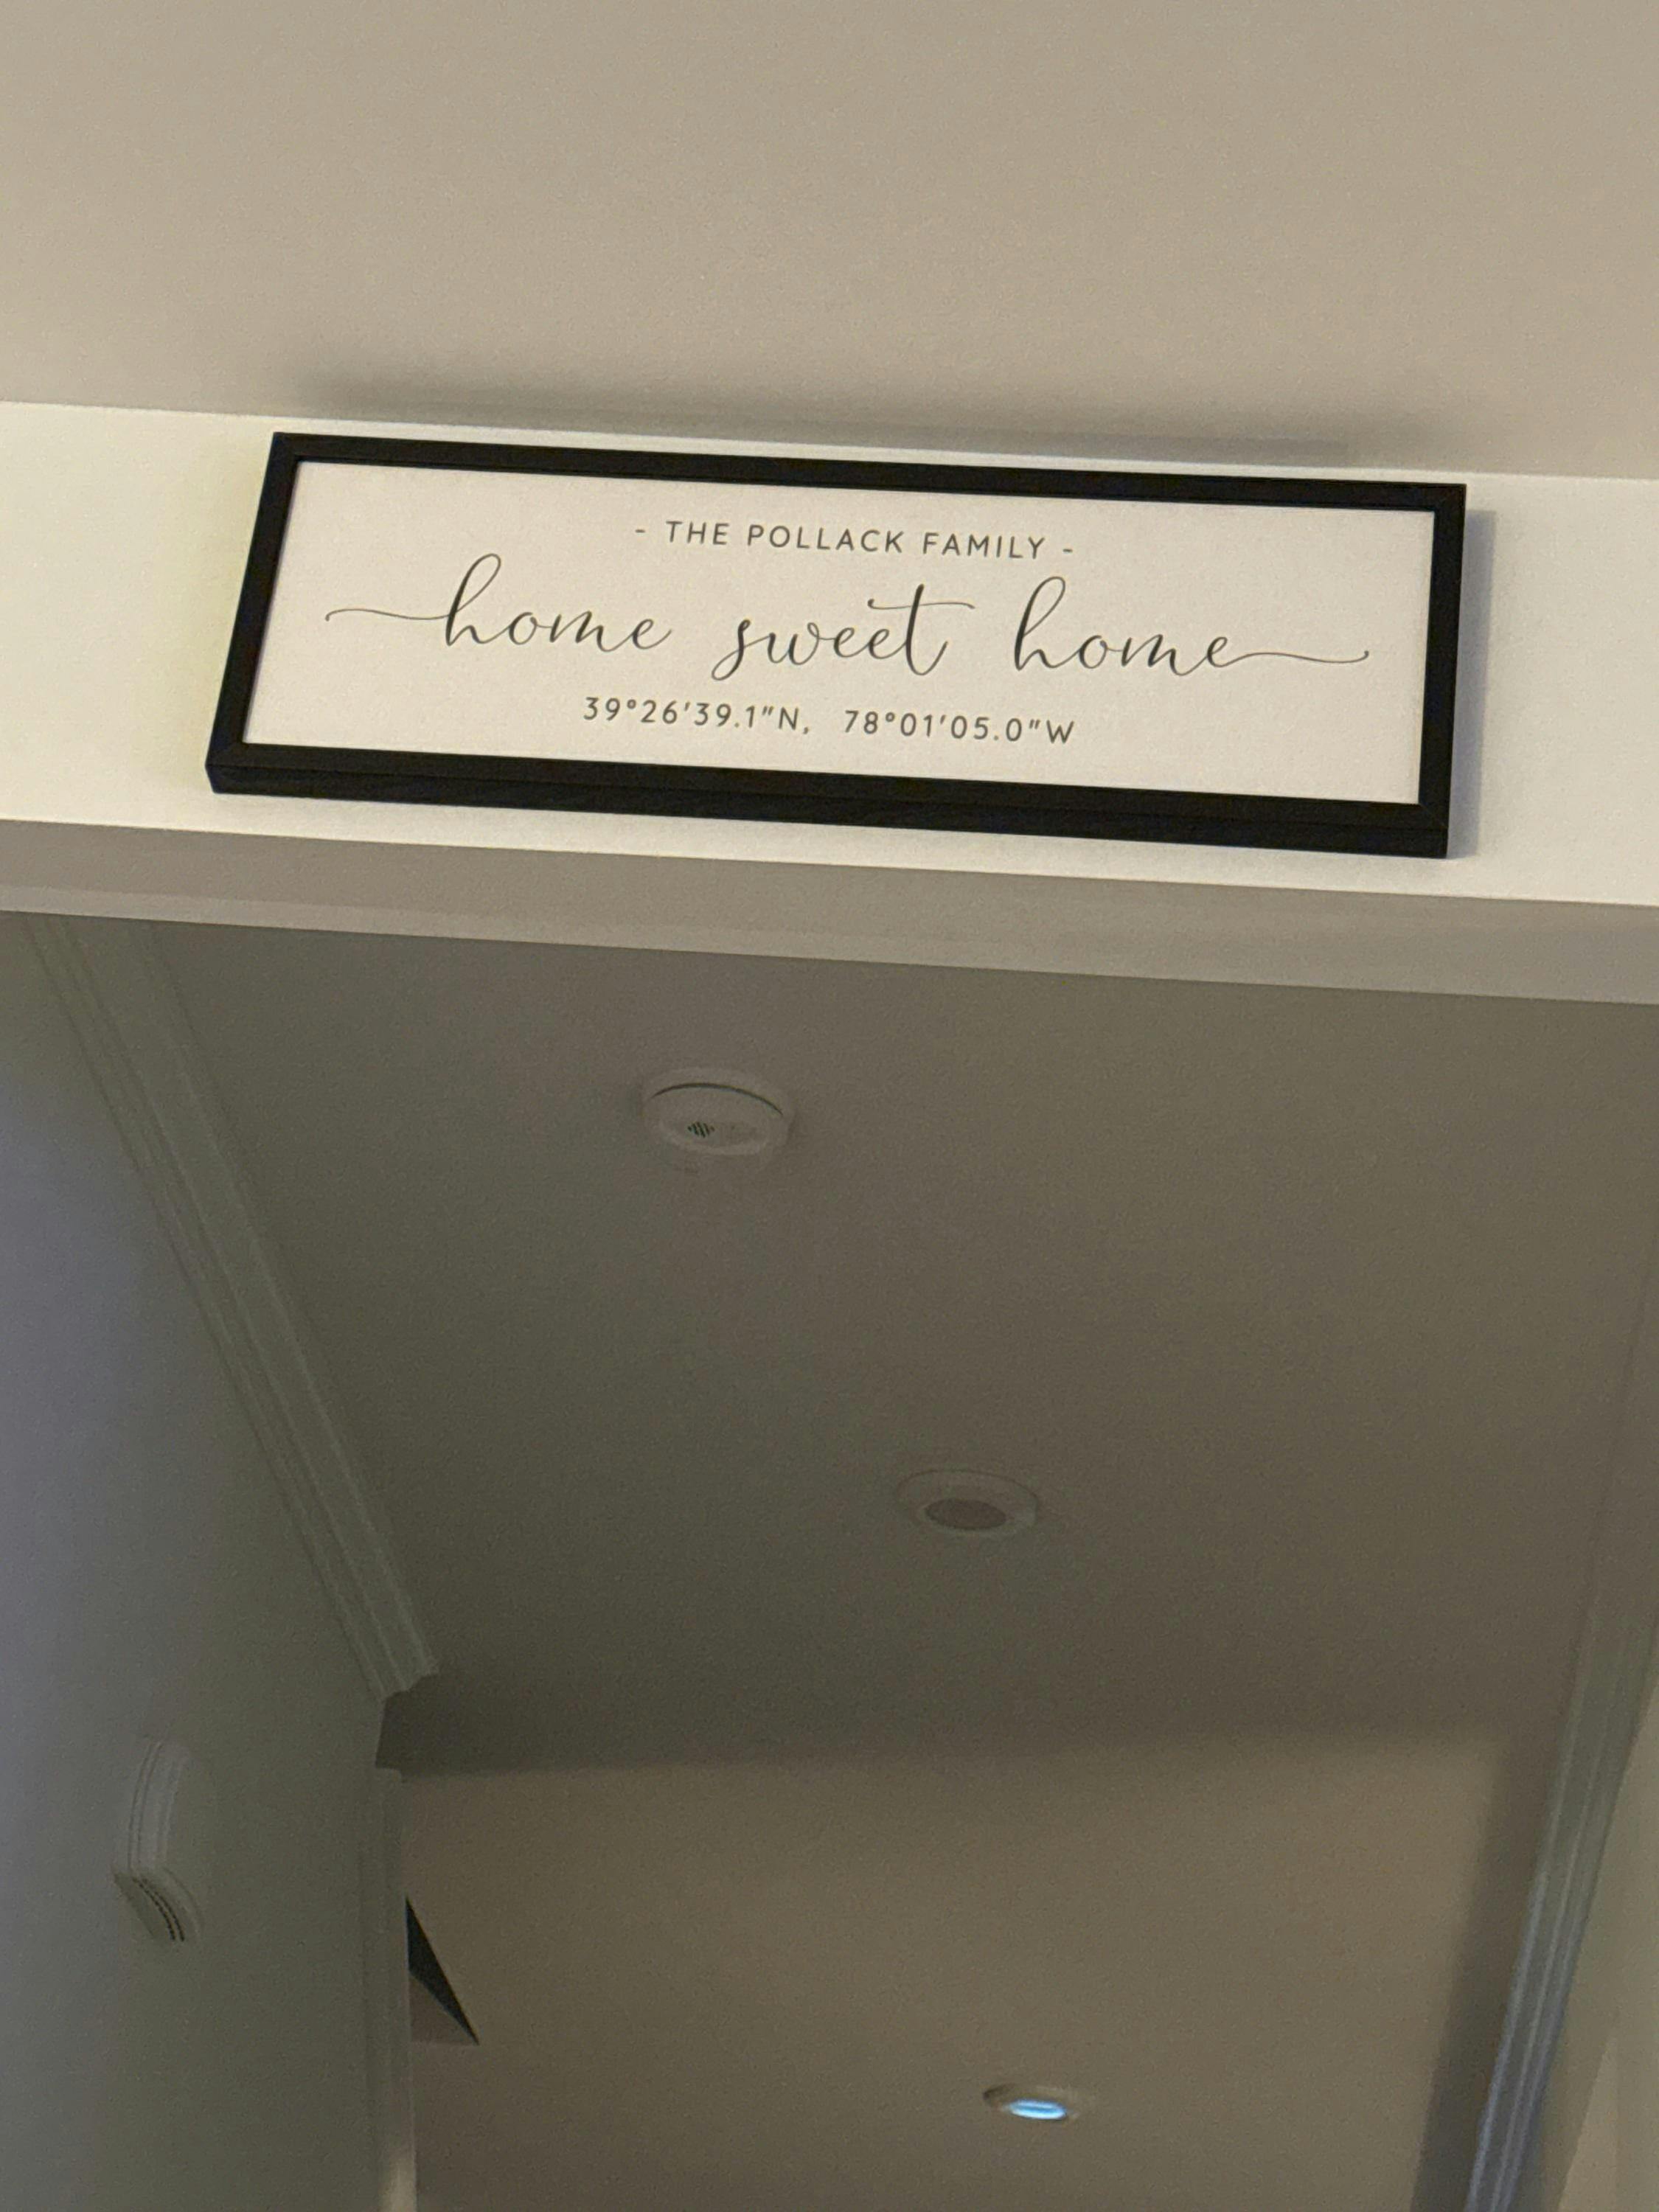 - THE POLLACK FAMILY -
home sweet home
39°26'39.1"N, 78°01'05.0"W